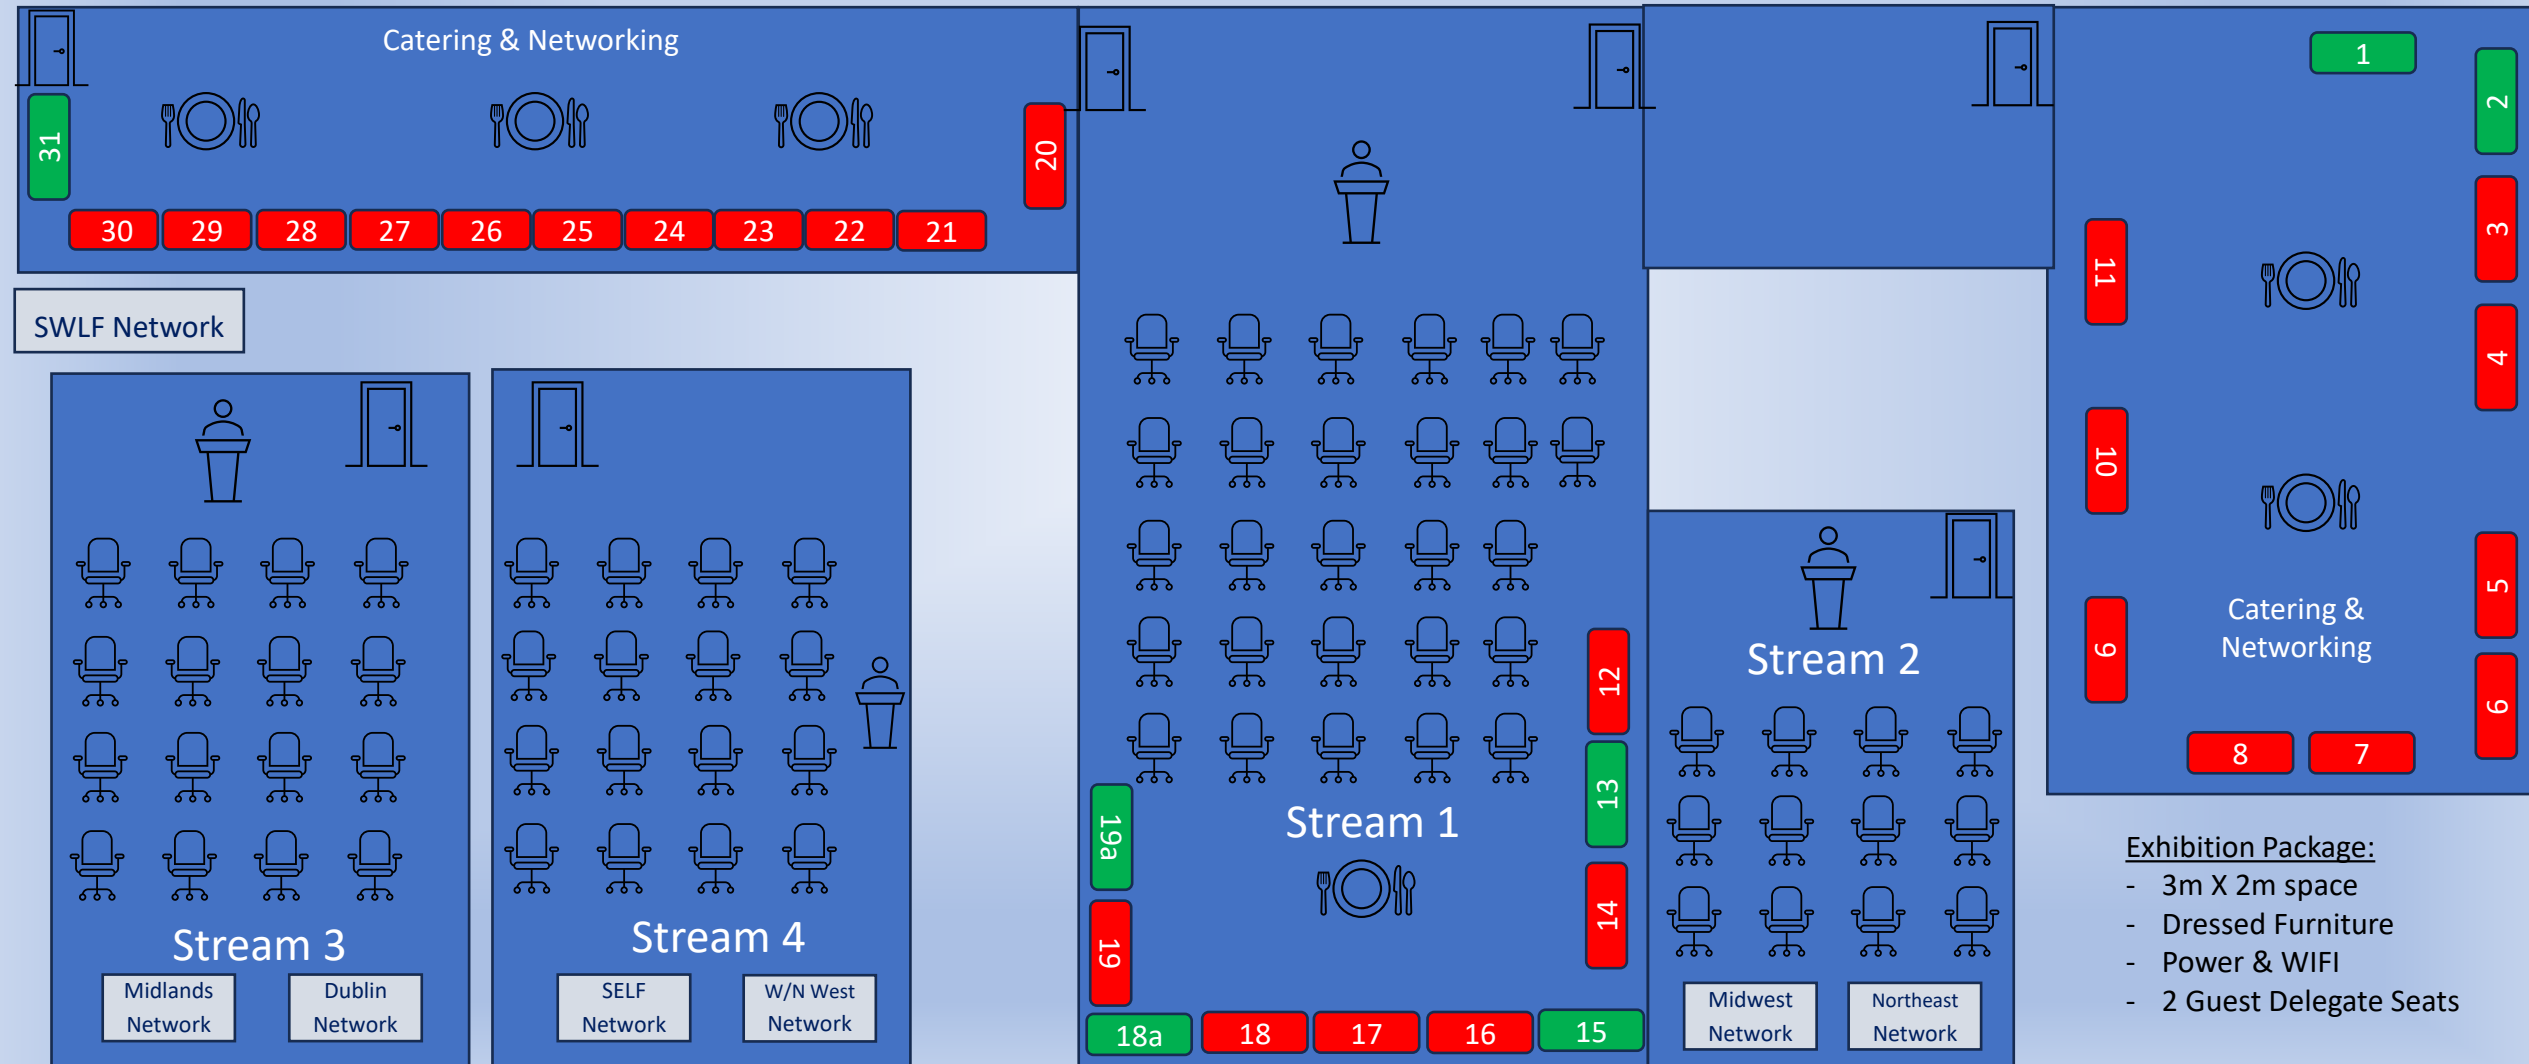 Catering & Networking
31
20
30
29
28
27
26
25
24
23
22
21
SWLF Network
Stream 3
Midlands
Network
Dublin
Network
Stream 4
SELF
Network
W/N West
Network
12
13
14
19a
19
Stream 1
18a
18
17
16
15
Stream 2
Midwest
Network
Northeast
Network
1
2
3
4
5
6
7
8
9
10
11
Catering &
Networking
Exhibition Package:
- 3m X 2m space
- Dressed Furniture
- Power & WIFI
- 2 Guest Delegate Seats